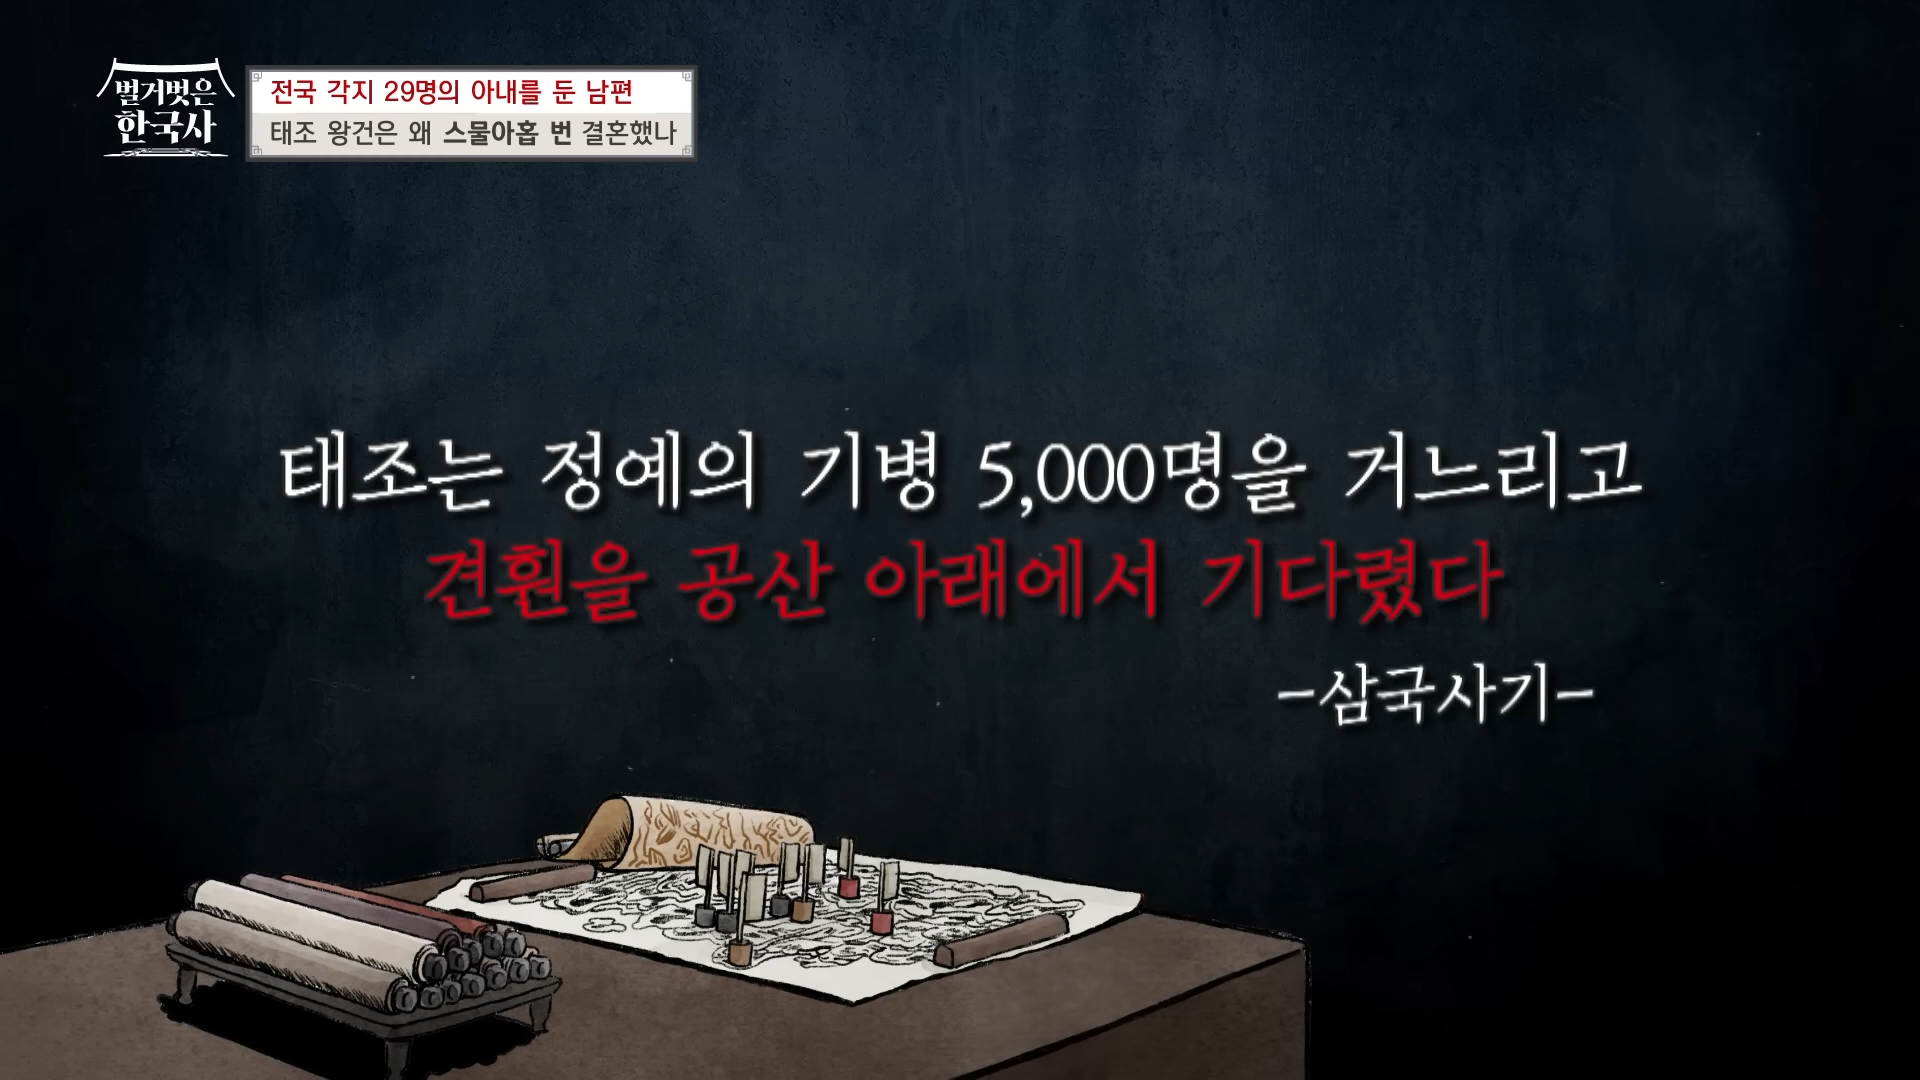 벌거벗은
한국사
전국 각지 29명의 아내를 둔 남편
태조 왕건은 왜 스물아홉 번 결혼했나
태조는 정예의 기병 5,000명을 거느리고
견훤을 공산 아래에서 기다렸다
-삼국사기-